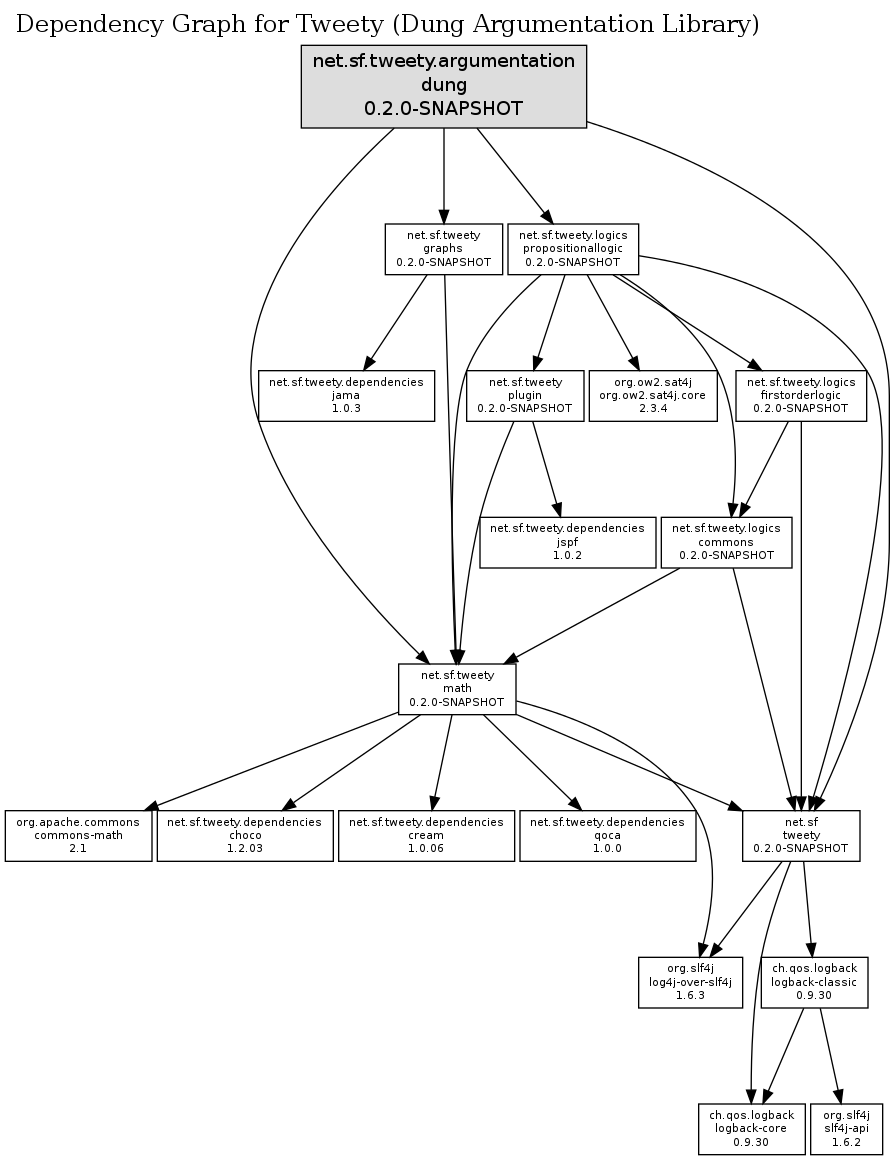 Dependency Graph for Tweety (Dung Argumentation Library)
net.sf.tweety.argumentation
dung
0.2.0-SNAPSHOT
net.sf.tweety
graphs
0.2.0-SNAPSHOT
net.sf.tweety.logics
propositionallogic
0.2.0-SNAPSHOT
net.sf.tweety.dependencies
jama
1.0.3
net.sf.tweety
plugin
0.2.0-SNAPSHOT
org.ow2.sat4j
org.ow2.sat4j.core
2.3.4
net.sf.tweety.logics
firstorderlogic
0.2.0-SNAPSHOT
net.sf.tweety.dependencies
jspf
1.0.2
net.sf.tweety.logics
commons
0.2.0-SNAPSHOT
net.sf.tweety
math
0.2.0-SNAPSHOT
org.apache.commons
commons-math
2.1
net.sf.tweety.dependencies
choco
1.2.03
net.sf.tweety.dependencies
cream
1.0.06
net.sf.tweety.dependencies
qoca
1.0.0
net.sf
tweety
0.2.0-SNAPSHOT
org.slf4j
log4j-over-slf4j
1.6.3
ch.qos.logback
logback-classic
0.9.30
ch.qos.logback
logback-core
0.9.30
org.slf4j
slf4j-api
1.6.2